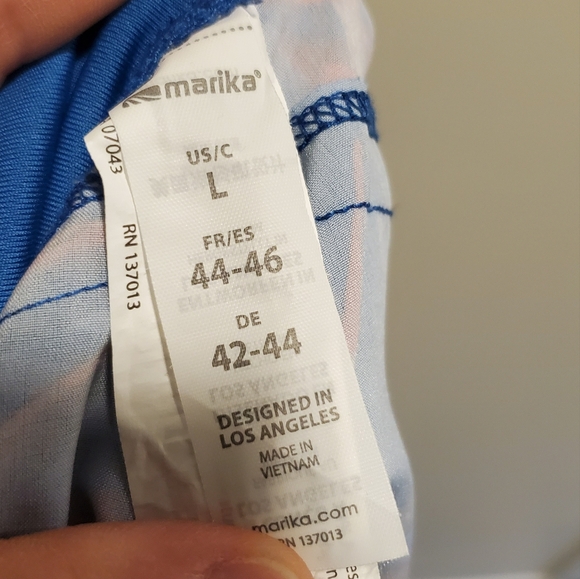 marika
US/C
L
FR/ES
44-46
DE
42-44
DESIGNED IN
LOS ANGELES
MADE IN
VIETNAM
marika.com
RN 137013
07043
RN 137013